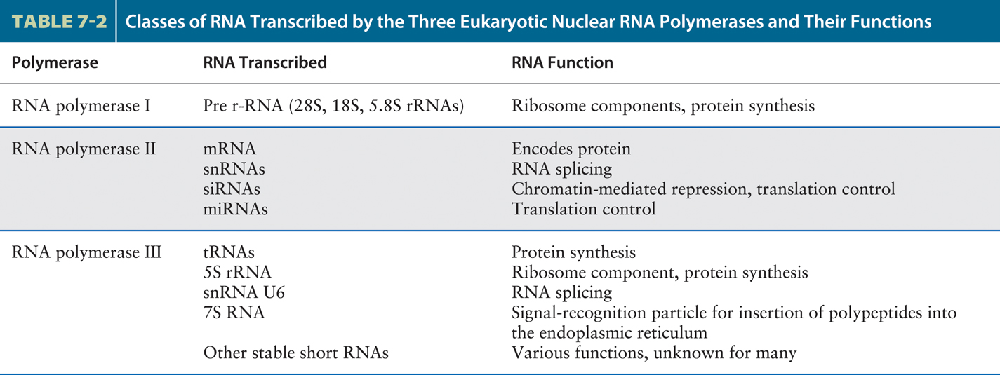 TABLE 7-2 Classes of RNA Transcribed by the Three Eukaryotic Nuclear RNA Polymerases and Their Functions
Polymerase RNA Transcribed RNA Function
RNA polymerase I Pre r-RNA (28S, 18S, 5.8S rRNAs) Ribosome components, protein synthesis
RNA polymerase II mRNA Encodes protein
snRNAs RNA splicing
siRNAs Chromatin-mediated repression, translation control
miRNAs Translation control
RNA polymerase III tRNAs Protein synthesis
5S rRNA Ribosome component, protein synthesis
snRNA U6 RNA splicing
7S RNA Signal-recognition particle for insertion of polypeptides into
the endoplasmic reticulum
Other stable short RNAs Various functions, unknown for many